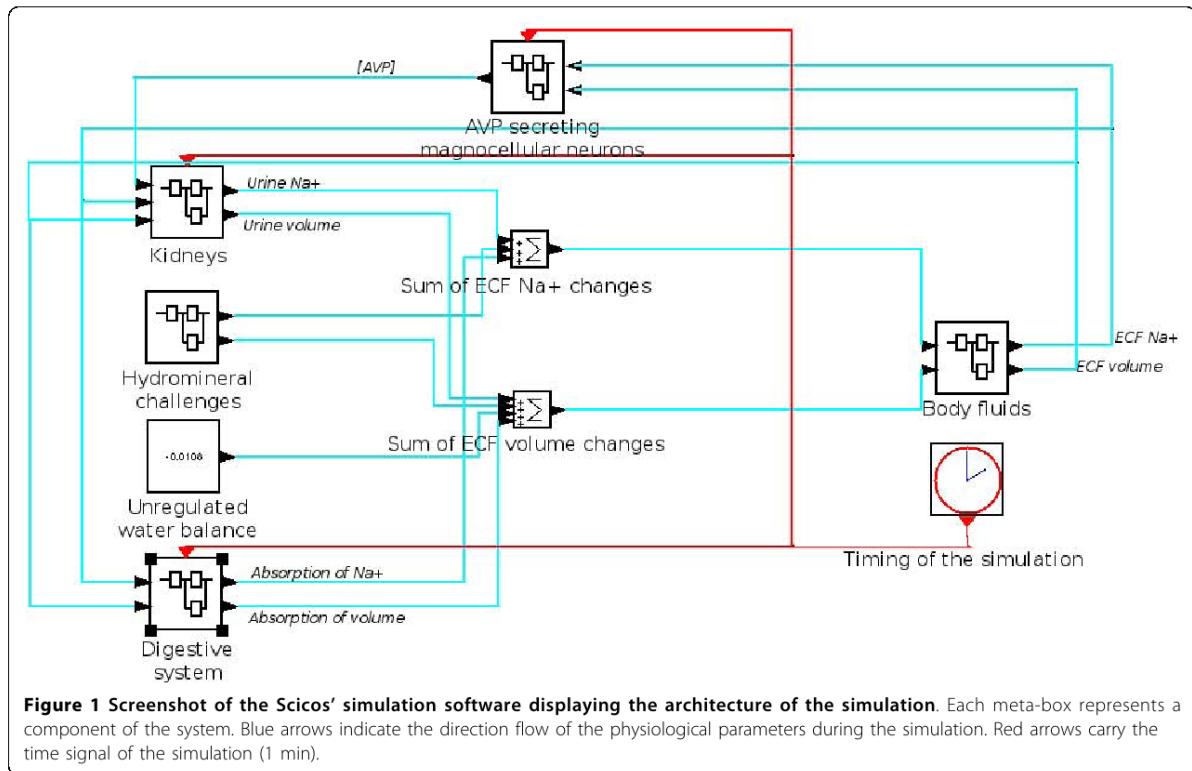 [AVP]
AVP secreting
magnocellular neurons
Urine Na+
Urine volume
Kidneys
+
+
+
Σ
Sum of ECF Na+ changes
Hydromineral
challenges
ECF Na+
ECF volume
Body fluids
+
+
+
+
Σ
Sum of ECF volume changes
-0.0108
Unregulated
water balance
Timing of the simulation
Absorption of Na+
Absorption of volume
Digestive
system
Figure 1 Screenshot of the Scicos' simulation software displaying the architecture of the simulation. Each meta-box represents a
component of the system. Blue arrows indicate the direction flow of the physiological parameters during the simulation. Red arrows carry the
time signal of the simulation (1 min).